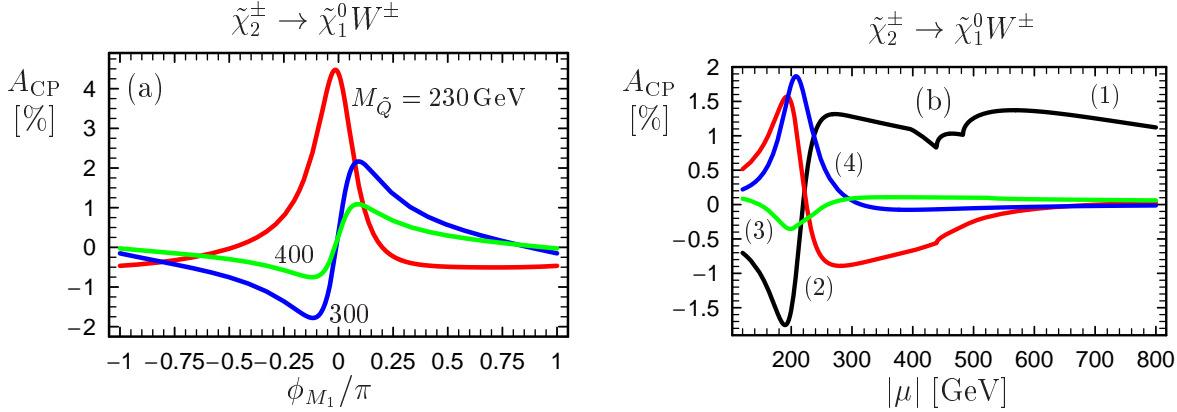 χ̃₂^± → χ̃₁⁰W^±
A_CP
[%]
(a)
M_Q̃ = 230 GeV
400
300
4
3
2
1
0
−1
−2
−1 −0.75 −0.5 −0.25 0 0.25 0.5 0.75 1
ϕ_M₁/π
χ̃₂^± → χ̃₁⁰W^±
A_CP
[%]
(b)
(1)
(4)
(3)
(2)
2
1.5
1
0.5
0
−0.5
−1
−1.5
200 300 400 500 600 700 800
|μ| [GeV]